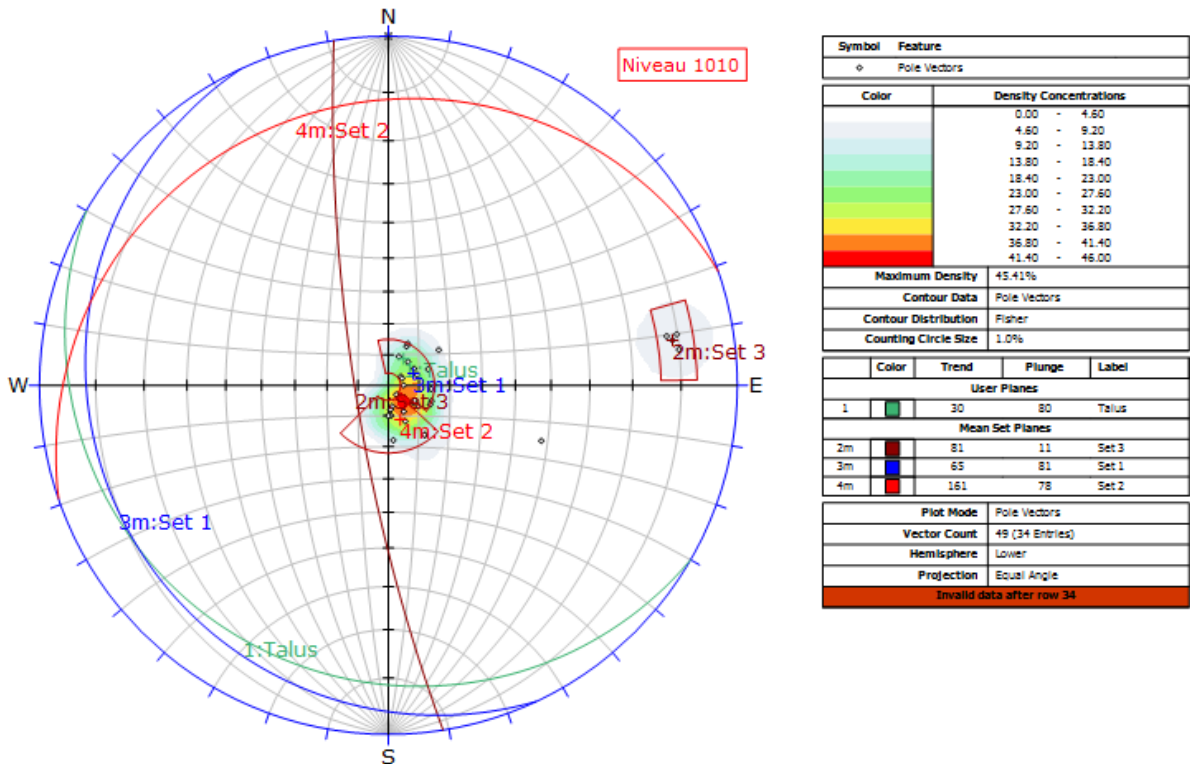 N
Niveau 1010
4m:Set 2
W
E
S
2m:Set 3
Talus
3m:Set 1
2m:Set 3
4m:Set 2
3m:Set 1
1:Talus
Symbol Feature
Pole Vectors
Color Density Concentrations
0.00 - 4.60
4.60 - 9.20
9.20 - 13.80
13.80 - 18.40
18.40 - 23.00
23.00 - 27.60
27.60 - 32.20
32.20 - 36.80
36.80 - 41.40
41.40 - 46.00
Maximum Density 45.41%
Contour Data Pole Vectors
Contour Distribution Fisher
Counting Circle Size 1.0%
Color Trend Plunge Label
User Planes
1 30 80 Talus
Mean Set Planes
2m 81 11 Set 3
3m 65 81 Set 1
4m 161 78 Set 2
Plot Mode Pole Vectors
Vector Count 49 (34 Entries)
Hemisphere Lower
Projection Equal Angle
Invalid data after row 34